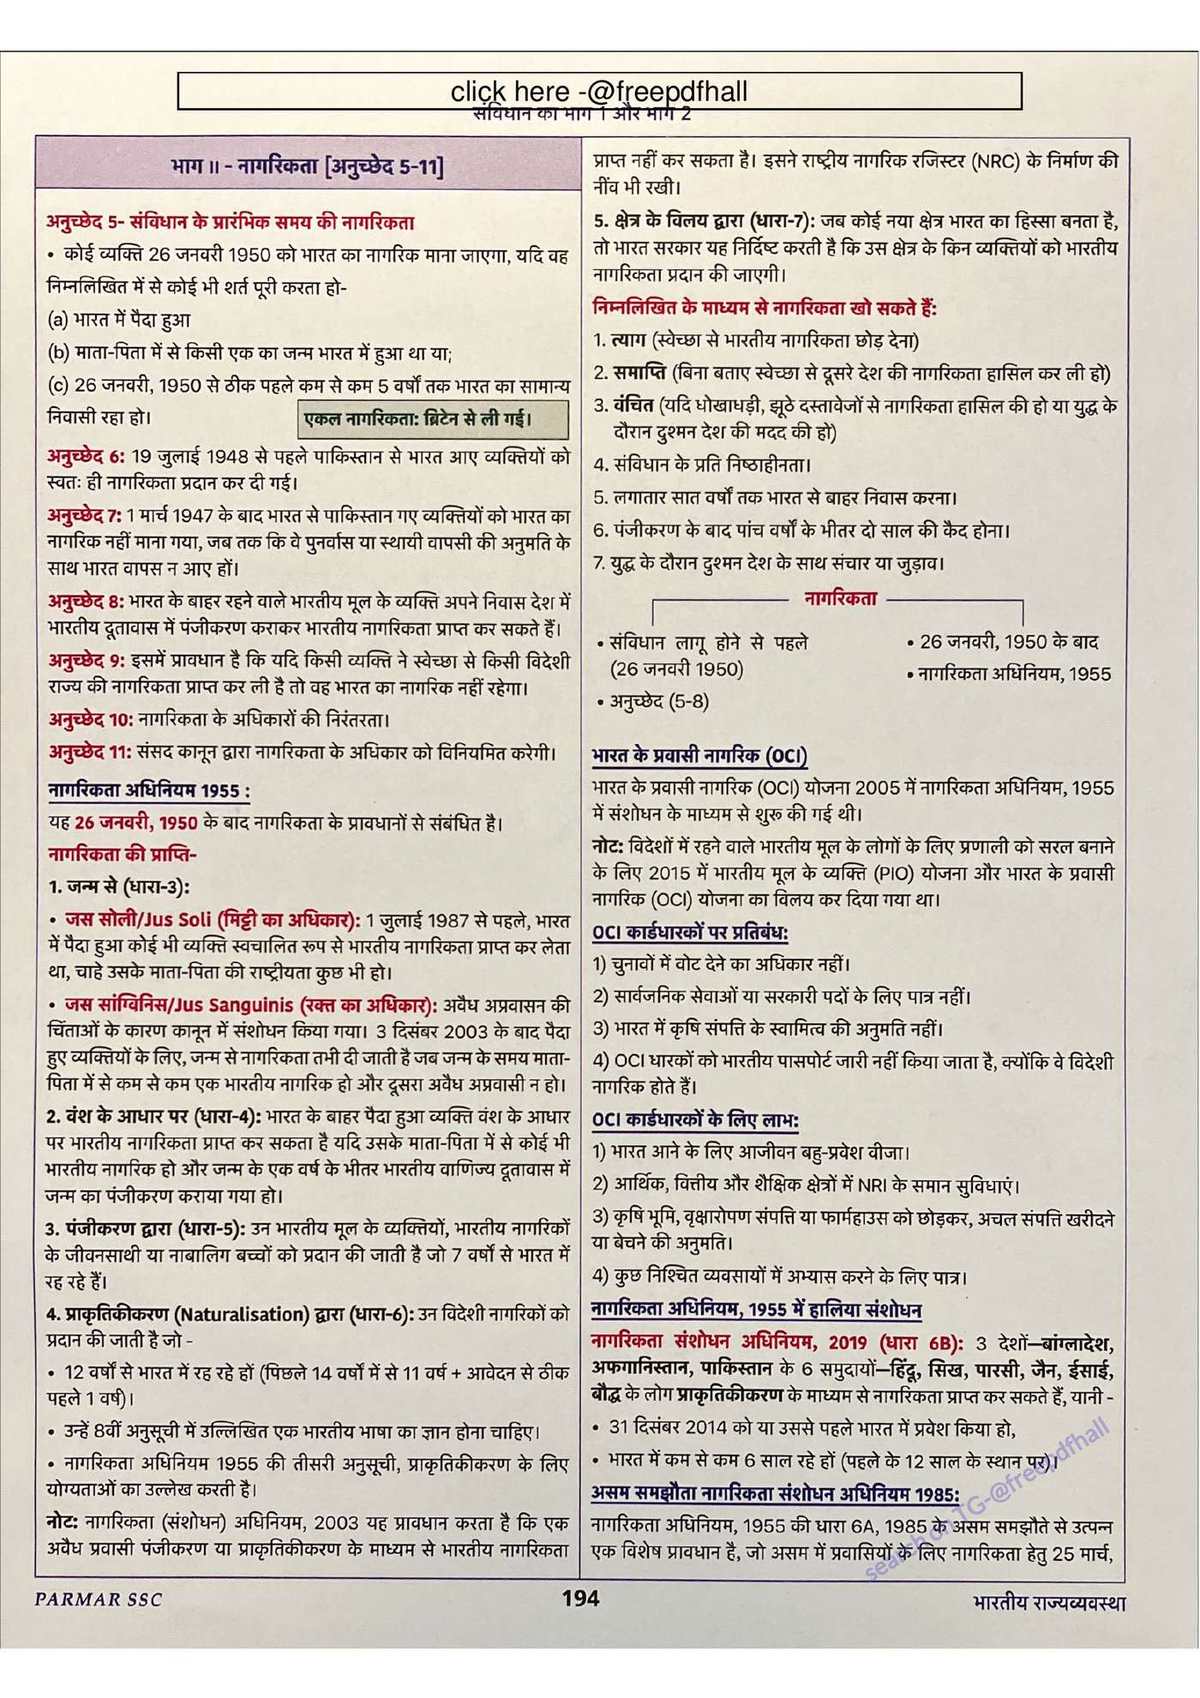 click here -@freepdfhall
संविधान का भाग 1 और भाग 2
भाग II - नागरिकता [अनुच्छेद 5-11]
अनुच्छेद 5- संविधान के प्रारंभिक समय की नागरिकता
• कोई व्यक्ति 26 जनवरी 1950 को भारत का नागरिक माना जाएगा, यदि वह
निम्नलिखित में से कोई भी शर्त पूरी करता हो-
(a) भारत में पैदा हुआ
(b) माता-पिता में से किसी एक का जन्म भारत में हुआ था या;
(c) 26 जनवरी, 1950 से ठीक पहले कम से कम 5 वर्षों तक भारत का सामान्य
निवासी रहा हो।
एकल नागरिकता: ब्रिटेन से ली गई।
अनुच्छेद 6: 19 जुलाई 1948 से पहले पाकिस्तान से भारत आए व्यक्तियों को
स्वतः ही नागरिकता प्रदान कर दी गई।
अनुच्छेद 7: 1 मार्च 1947 के बाद भारत से पाकिस्तान गए व्यक्तियों को भारत का
नागरिक नहीं माना गया, जब तक कि वे पुनर्वास या स्थायी वापसी की अनुमति के
साथ भारत वापस न आए हों।
अनुच्छेद 8: भारत के बाहर रहने वाले भारतीय मूल के व्यक्ति अपने निवास देश में
भारतीय दूतावास में पंजीकरण कराकर भारतीय नागरिकता प्राप्त कर सकते हैं।
अनुच्छेद 9: इसमें प्रावधान है कि यदि किसी व्यक्ति ने स्वेच्छा से किसी विदेशी
राज्य की नागरिकता प्राप्त कर ली है तो वह भारत का नागरिक नहीं रहेगा।
अनुच्छेद 10: नागरिकता के अधिकारों की निरंतरता।
अनुच्छेद 11: संसद कानून द्वारा नागरिकता के अधिकार को विनियमित करेगी।
नागरिकता अधिनियम 1955 :
यह 26 जनवरी, 1950 के बाद नागरिकता के प्रावधानों से संबंधित है।
नागरिकता की प्राप्ति-
1. जन्म से (धारा-3):
• जस सोली/Jus Soli (मिट्टी का अधिकार): 1 जुलाई 1987 से पहले, भारत
में पैदा हुआ कोई भी व्यक्ति स्वचालित रूप से भारतीय नागरिकता प्राप्त कर लेता
था, चाहे उसके माता-पिता की राष्ट्रीयता कुछ भी हो।
• जस सांग्विनिस/Jus Sanguinis (रक्त का अधिकार): अवैध अप्रवासन की
चिंताओं के कारण कानून में संशोधन किया गया। 3 दिसंबर 2003 के बाद पैदा
हुए व्यक्तियों के लिए, जन्म से नागरिकता तभी दी जाती है जब जन्म के समय माता-
पिता में से कम से कम एक भारतीय नागरिक हो और दूसरा अवैध अप्रवासी न हो।
2. वंश के आधार पर (धारा-4): भारत के बाहर पैदा हुआ व्यक्ति वंश के आधार
पर भारतीय नागरिकता प्राप्त कर सकता है यदि उसके माता-पिता में से कोई भी
भारतीय नागरिक हो और जन्म के एक वर्ष के भीतर भारतीय वाणिज्य दूतावास में
जन्म का पंजीकरण कराया गया हो।
3. पंजीकरण द्वारा (धारा-5): उन भारतीय मूल के व्यक्तियों, भारतीय नागरिकों
के जीवनसाथी या नाबालिग बच्चों को प्रदान की जाती है जो 7 वर्षों से भारत में
रह रहे हैं।
4. प्राकृतिकीकरण (Naturalisation) द्वारा (धारा-6): उन विदेशी नागरिकों को
प्रदान की जाती है जो -
• 12 वर्षों से भारत में रह रहे हों (पिछले 14 वर्षों में से 11 वर्ष + आवेदन से ठीक
पहले 1 वर्ष)।
• उन्हें 8वीं अनुसूची में उल्लिखित एक भारतीय भाषा का ज्ञान होना चाहिए।
• नागरिकता अधिनियम 1955 की तीसरी अनुसूची, प्राकृतिकीकरण के लिए
योग्यताओं का उल्लेख करती है।
नोट: नागरिकता (संशोधन) अधिनियम, 2003 यह प्रावधान करता है कि एक
अवैध प्रवासी पंजीकरण या प्राकृतिकीकरण के माध्यम से भारतीय नागरिकता
प्राप्त नहीं कर सकता है। इसने राष्ट्रीय नागरिक रजिस्टर (NRC) के निर्माण की
नींव भी रखी।
5. क्षेत्र के विलय द्वारा (धारा-7): जब कोई नया क्षेत्र भारत का हिस्सा बनता है,
तो भारत सरकार यह निर्दिष्ट करती है कि उस क्षेत्र के किन व्यक्तियों को भारतीय
नागरिकता प्रदान की जाएगी।
निम्नलिखित के माध्यम से नागरिकता खो सकते हैं:
1. त्याग (स्वेच्छा से भारतीय नागरिकता छोड़ देना)
2. समाप्ति (बिना बताए स्वेच्छा से दूसरे देश की नागरिकता हासिल कर ली हो)
3. वंचित (यदि धोखाधड़ी, झूठे दस्तावेजों से नागरिकता हासिल की हो या युद्ध के
दौरान दुश्मन देश की मदद की हो)
4. संविधान के प्रति निष्ठाहीनता।
5. लगातार सात वर्षों तक भारत से बाहर निवास करना।
6. पंजीकरण के बाद पांच वर्षों के भीतर दो साल की कैद होना।
7. युद्ध के दौरान दुश्मन देश के साथ संचार या जुड़ाव।
नागरिकता
• संविधान लागू होने से पहले
(26 जनवरी 1950)
• अनुच्छेद (5-8)
• 26 जनवरी, 1950 के बाद
• नागरिकता अधिनियम, 1955
भारत के प्रवासी नागरिक (OCI)
भारत के प्रवासी नागरिक (OCI) योजना 2005 में नागरिकता अधिनियम, 1955
में संशोधन के माध्यम से शुरू की गई थी।
नोट: विदेशों में रहने वाले भारतीय मूल के लोगों के लिए प्रणाली को सरल बनाने
के लिए 2015 में भारतीय मूल के व्यक्ति (PIO) योजना और भारत के प्रवासी
नागरिक (OCI) योजना का विलय कर दिया गया था।
OCI कार्डधारकों पर प्रतिबंध:
1) चुनावों में वोट देने का अधिकार नहीं।
2) सार्वजनिक सेवाओं या सरकारी पदों के लिए पात्र नहीं।
3) भारत में कृषि संपत्ति के स्वामित्व की अनुमति नहीं।
4) OCI धारकों को भारतीय पासपोर्ट जारी नहीं किया जाता है, क्योंकि वे विदेशी
नागरिक होते हैं।
OCI कार्डधारकों के लिए लाभ:
1) भारत आने के लिए आजीवन बहु-प्रवेश वीजा।
2) आर्थिक, वित्तीय और शैक्षिक क्षेत्रों में NRI के समान सुविधाएं।
3) कृषि भूमि, वृक्षारोपण संपत्ति या फार्महाउस को छोड़कर, अचल संपत्ति खरीदने
या बेचने की अनुमति।
4) कुछ निश्चित व्यवसायों में अभ्यास करने के लिए पात्र।
नागरिकता अधिनियम, 1955 में हालिया संशोधन
नागरिकता संशोधन अधिनियम, 2019 (धारा 6B): 3 देशों—बांग्लादेश,
अफगानिस्तान, पाकिस्तान के 6 समुदायों—हिंदू, सिख, पारसी, जैन, ईसाई,
बौद्ध के लोग प्राकृतिकीकरण के माध्यम से नागरिकता प्राप्त कर सकते हैं, यानी -
• 31 दिसंबर 2014 को या उससे पहले भारत में प्रवेश किया हो,
• भारत में कम से कम 6 साल रहे हों (पहले के 12 साल के स्थान पर)।
असम समझौता नागरिकता संशोधन अधिनियम 1985:
नागरिकता अधिनियम, 1955 की धारा 6A, 1985 के असम समझौते से उत्पन्न
एक विशेष प्रावधान है, जो असम में प्रवासियों के लिए नागरिकता हेतु 25 मार्च,
search on TG-@freepdfhall
PARMAR SSC
194
भारतीय राज्यव्यवस्था